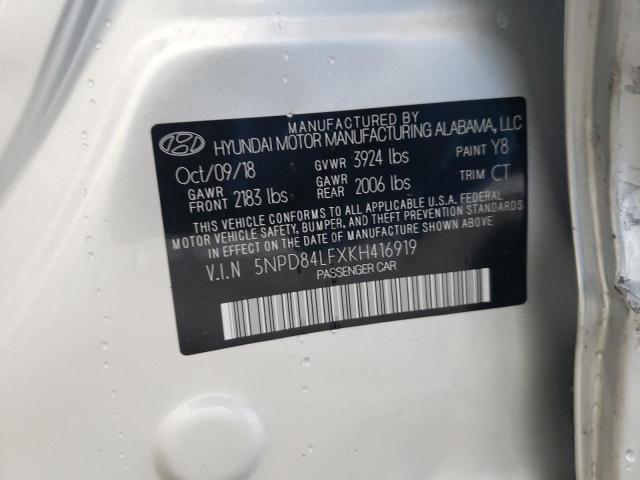 MANUFACTURED BY
HYUNDAI MOTOR MANUFACTURING ALABAMA, LLC
Oct/09/18 GVWR 3924 lbs PAINT Y8
GAWR FRONT 2183 lbs GAWR REAR 2006 lbs TRIM CT
THIS VEHICLE CONFORMS TO ALL APPLICABLE U.S.A. FEDERAL
MOTOR VEHICLE SAFETY, BUMPER, AND THEFT PREVENTION STANDARDS
IN EFFECT ON THE DATE OF MANUFACTURE SHOWN ABOVE.
V.I.N 5NPD84LFXKH416919
PASSENGER CAR